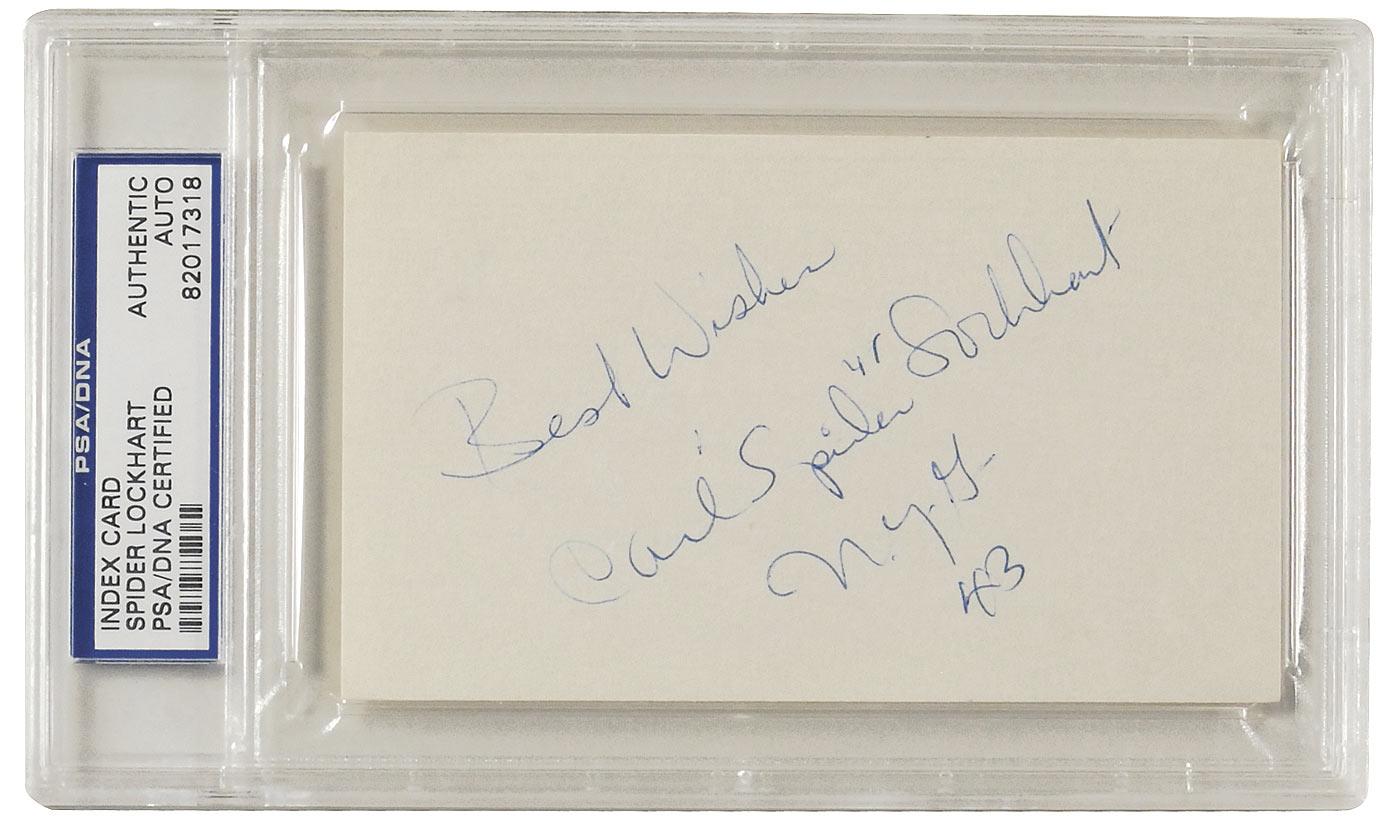 PSA/DNA
INDEX CARD
SPIDER LOCKHART AUTHENTIC
PSA/DNA CERTIFIED AUTO
82017318
Best Wishes
Carl "Spider" Lockhart
N.Y.G.
43